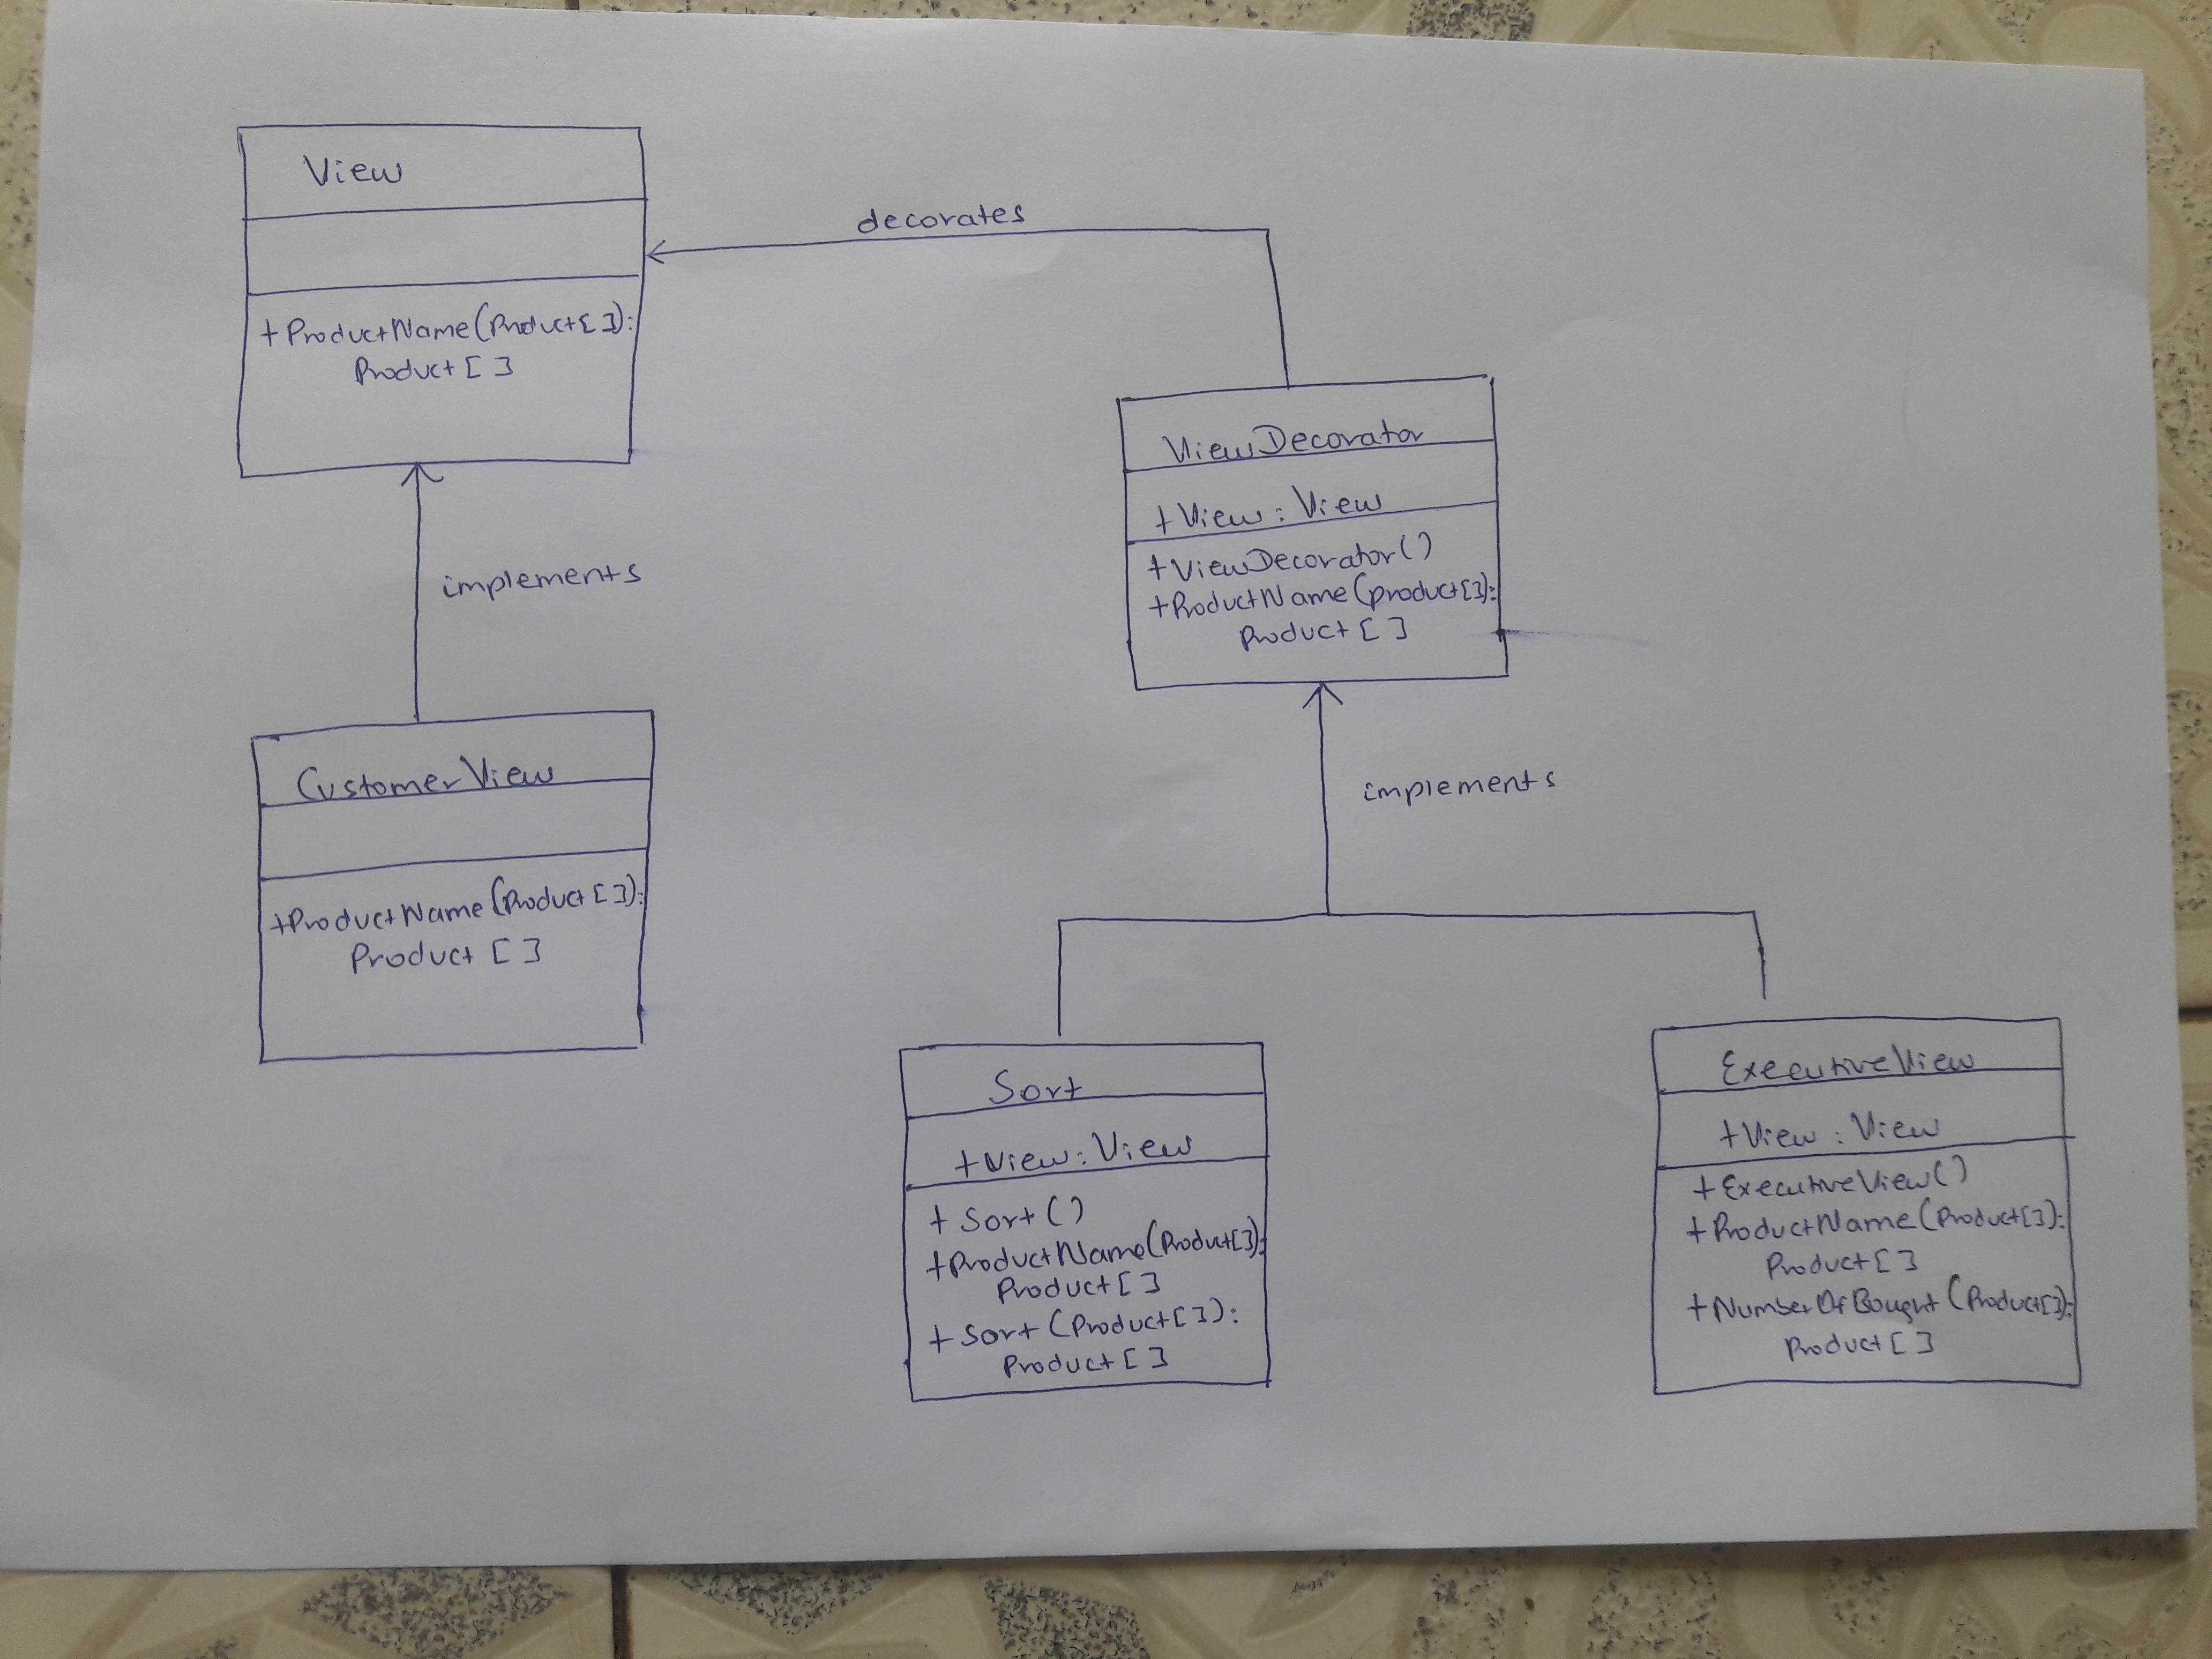 View
+ProductName(Product[]):
Product[]
decorates
implements
CustomerView
+ProductName(Product[]):
Product[]
ViewDecorator
+View: View
+ViewDecorator()
+ProductName(product[]):
Product[]
implements
Sort
+View: View
+Sort()
+ProductName(Product[]):
Product[]
+Sort(Product[]):
Product[]
ExecutiveView
+View: View
+ExecutiveView()
+ProductName(Product[]):
Product[]
+NumberOfBought(Product[]):
Product[]